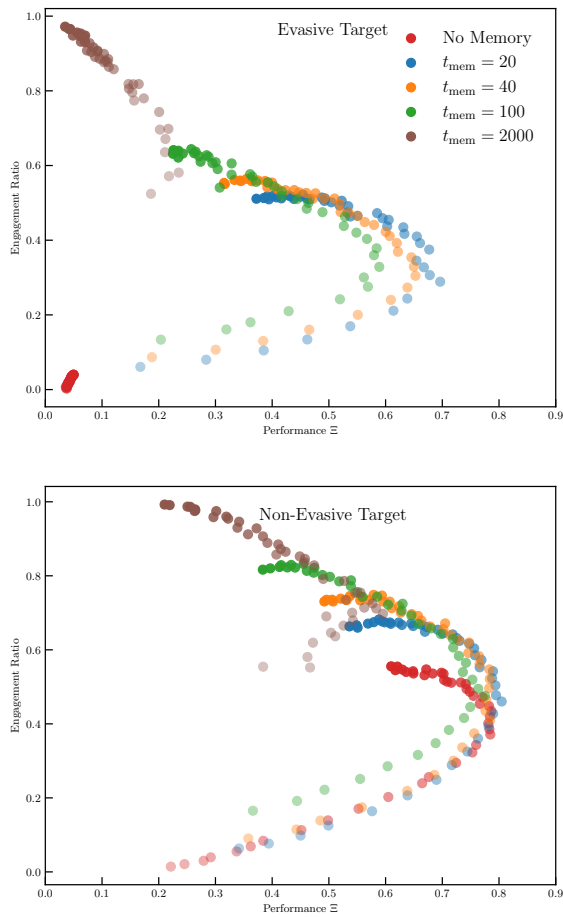 Evasive Target
No Memory
t_mem = 20
t_mem = 40
t_mem = 100
t_mem = 2000
Engagement Ratio
1.0
0.8
0.6
0.4
0.2
0.0
0.0 0.1 0.2 0.3 0.4 0.5 0.6 0.7 0.8 0.9
Performance Ξ
Non-Evasive Target
Engagement Ratio
1.0
0.8
0.6
0.4
0.2
0.0
0.0 0.1 0.2 0.3 0.4 0.5 0.6 0.7 0.8 0.9
Performance Ξ